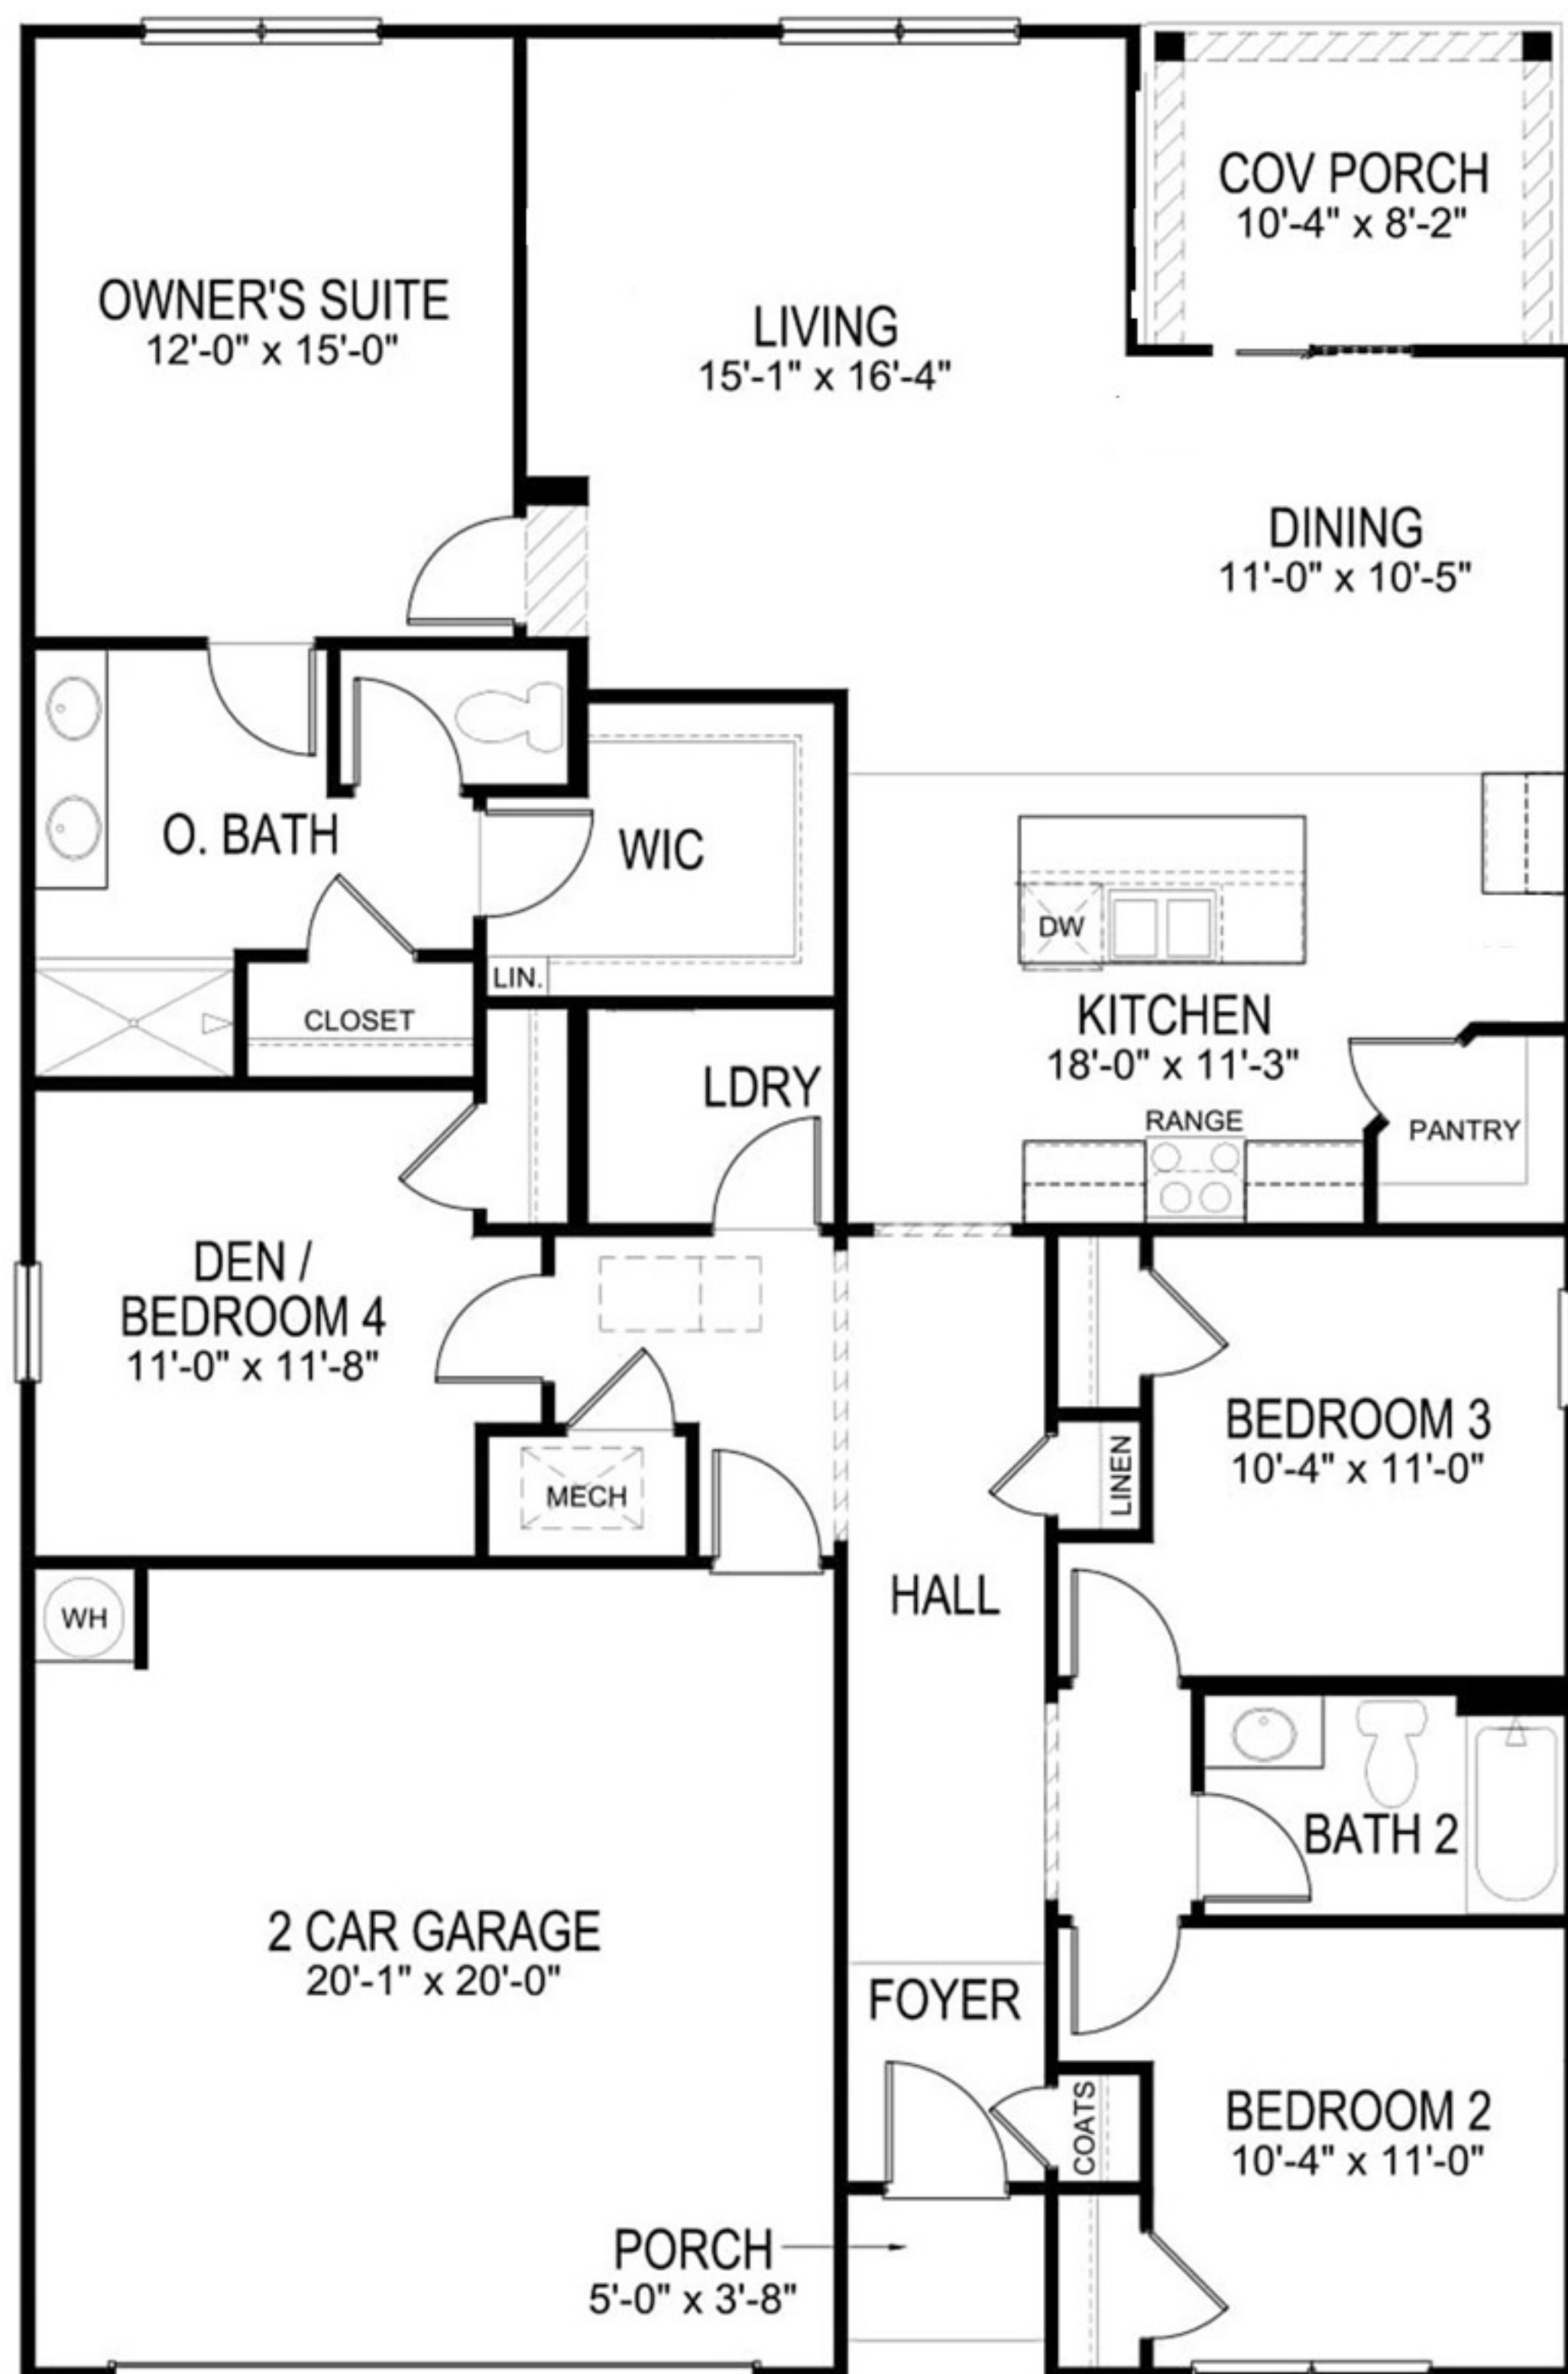 COV PORCH
10'-4" x 8'-2"
OWNER'S SUITE
12'-0" x 15'-0"
LIVING
15'-1" x 16'-4"
DINING
11'-0" x 10'-5"
O. BATH
WIC
DW
LIN.
CLOSET
KITCHEN
18'-0" x 11'-3"
LDRY
RANGE
PANTRY
DEN /
BEDROOM 4
11'-0" x 11'-8"
BEDROOM 3
10'-4" x 11'-0"
LINEN
MECH
HALL
WH
BATH 2
2 CAR GARAGE
20'-1" x 20'-0"
FOYER
COATS
BEDROOM 2
10'-4" x 11'-0"
PORCH
5'-0" x 3'-8"